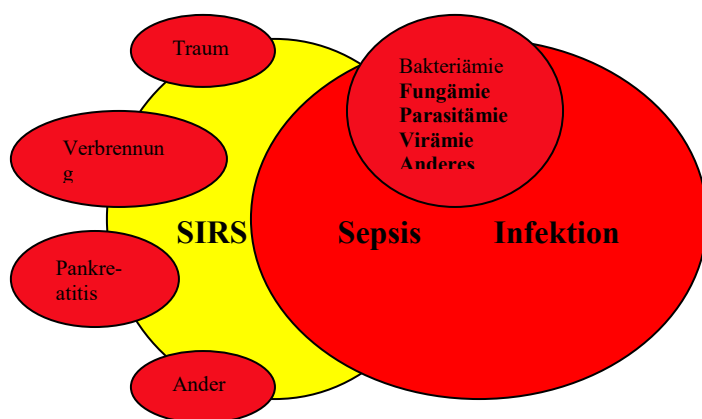 Traum
Bakteriämie
Fungämie
Parasitämie
Virämie
Anderes
Verbrennun
g
SIRS
Sepsis
Infektion
Pankre-
atitis
Ander